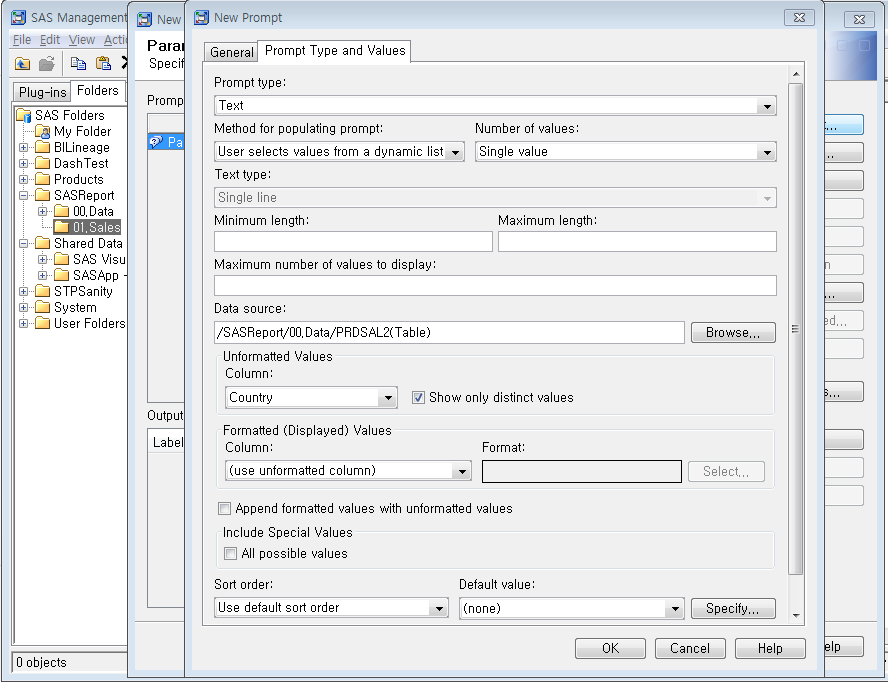 SAS Management
New
New Prompt
File Edit View Actio
Param
Specif
General
Prompt Type and Values
Plug-ins
Folders
SAS Folders
My Folder
BILineage
DashTest
Products
SASReport
00,Data
01,Sales
Shared Data
SAS Visu
SASApp -
STPSanity
System
User Folders
0 objects
Promp
Pa
Output
Label
Prompt type:
Text
Method for populating prompt:
Number of values:
User selects values from a dynamic list
Single value
Text type:
Single line
Minimum length:
Maximum length:
Maximum number of values to display:
Data source:
/SASReport/00,Data/PRDSAL2(Table)
Browse,,,
Unformatted Values
Column:
Country
Show only distinct values
Formatted (Displayed) Values
Column:
Format:
(use unformatted column)
Select,,,
Append formatted values with unformatted values
Include Special Values
All possible values
Sort order:
Default value:
Use default sort order
(none)
Specify,,,
OK
Cancel
Help
n
ed,,,
s,,,
elp